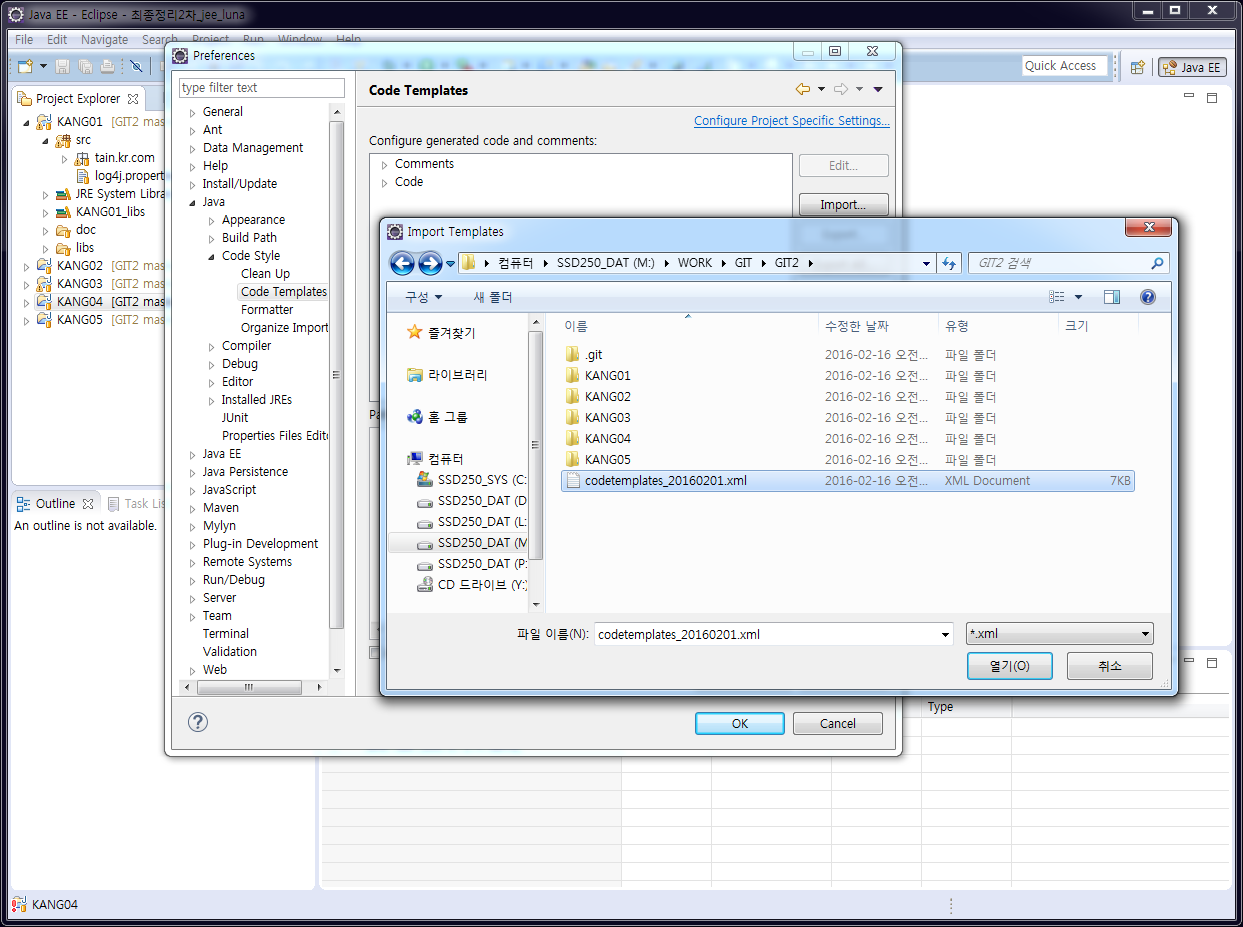 Java EE - Eclipse - 최종정리2차_jee_luna
File Edit Navigate Search Project Run Window Help
Quick Access
Java EE
Project Explorer
KANG01 [GIT2 mas
src
tain.kr.com
log4j.propert
JRE System Libra
KANG01_libs
doc
libs
KANG02 [GIT2 mas
KANG03 [GIT2 mas
KANG04 [GIT2 mas
KANG05 [GIT2 mas
Outline Task Lis
An outline is not available.
Preferences
type filter text
General
Ant
Data Management
Help
Install/Update
Java
Appearance
Build Path
Code Style
Clean Up
Code Templates
Formatter
Organize Import
Compiler
Debug
Editor
Installed JREs
JUnit
Properties Files Edito
Java EE
Java Persistence
JavaScript
Maven
Mylyn
Plug-in Development
Remote Systems
Run/Debug
Server
Team
Terminal
Validation
Web
Code Templates
Configure Project Specific Settings...
Configure generated code and comments:
Comments
Code
Edit...
Import...
Pa
OK Cancel
Import Templates
컴퓨터 SSD250_DAT (M:) WORK GIT GIT2
GIT2 검색
구성 새 폴더
즐겨찾기
라이브러리
홈 그룹
컴퓨터
SSD250_SYS (C:
SSD250_DAT (D
SSD250_DAT (L:
SSD250_DAT (M
SSD250_DAT (P:
CD 드라이브 (Y:)
이름 수정한 날짜 유형 크기
.git 2016-02-16 오전... 파일 폴더
KANG01 2016-02-16 오전... 파일 폴더
KANG02 2016-02-16 오전... 파일 폴더
KANG03 2016-02-16 오전... 파일 폴더
KANG04 2016-02-16 오전... 파일 폴더
KANG05 2016-02-16 오전... 파일 폴더
codetemplates_20160201.xml 2016-02-16 오전... XML Document 7KB
파일 이름(N): codetemplates_20160201.xml *.xml
열기(O) 취소
Type
KANG04